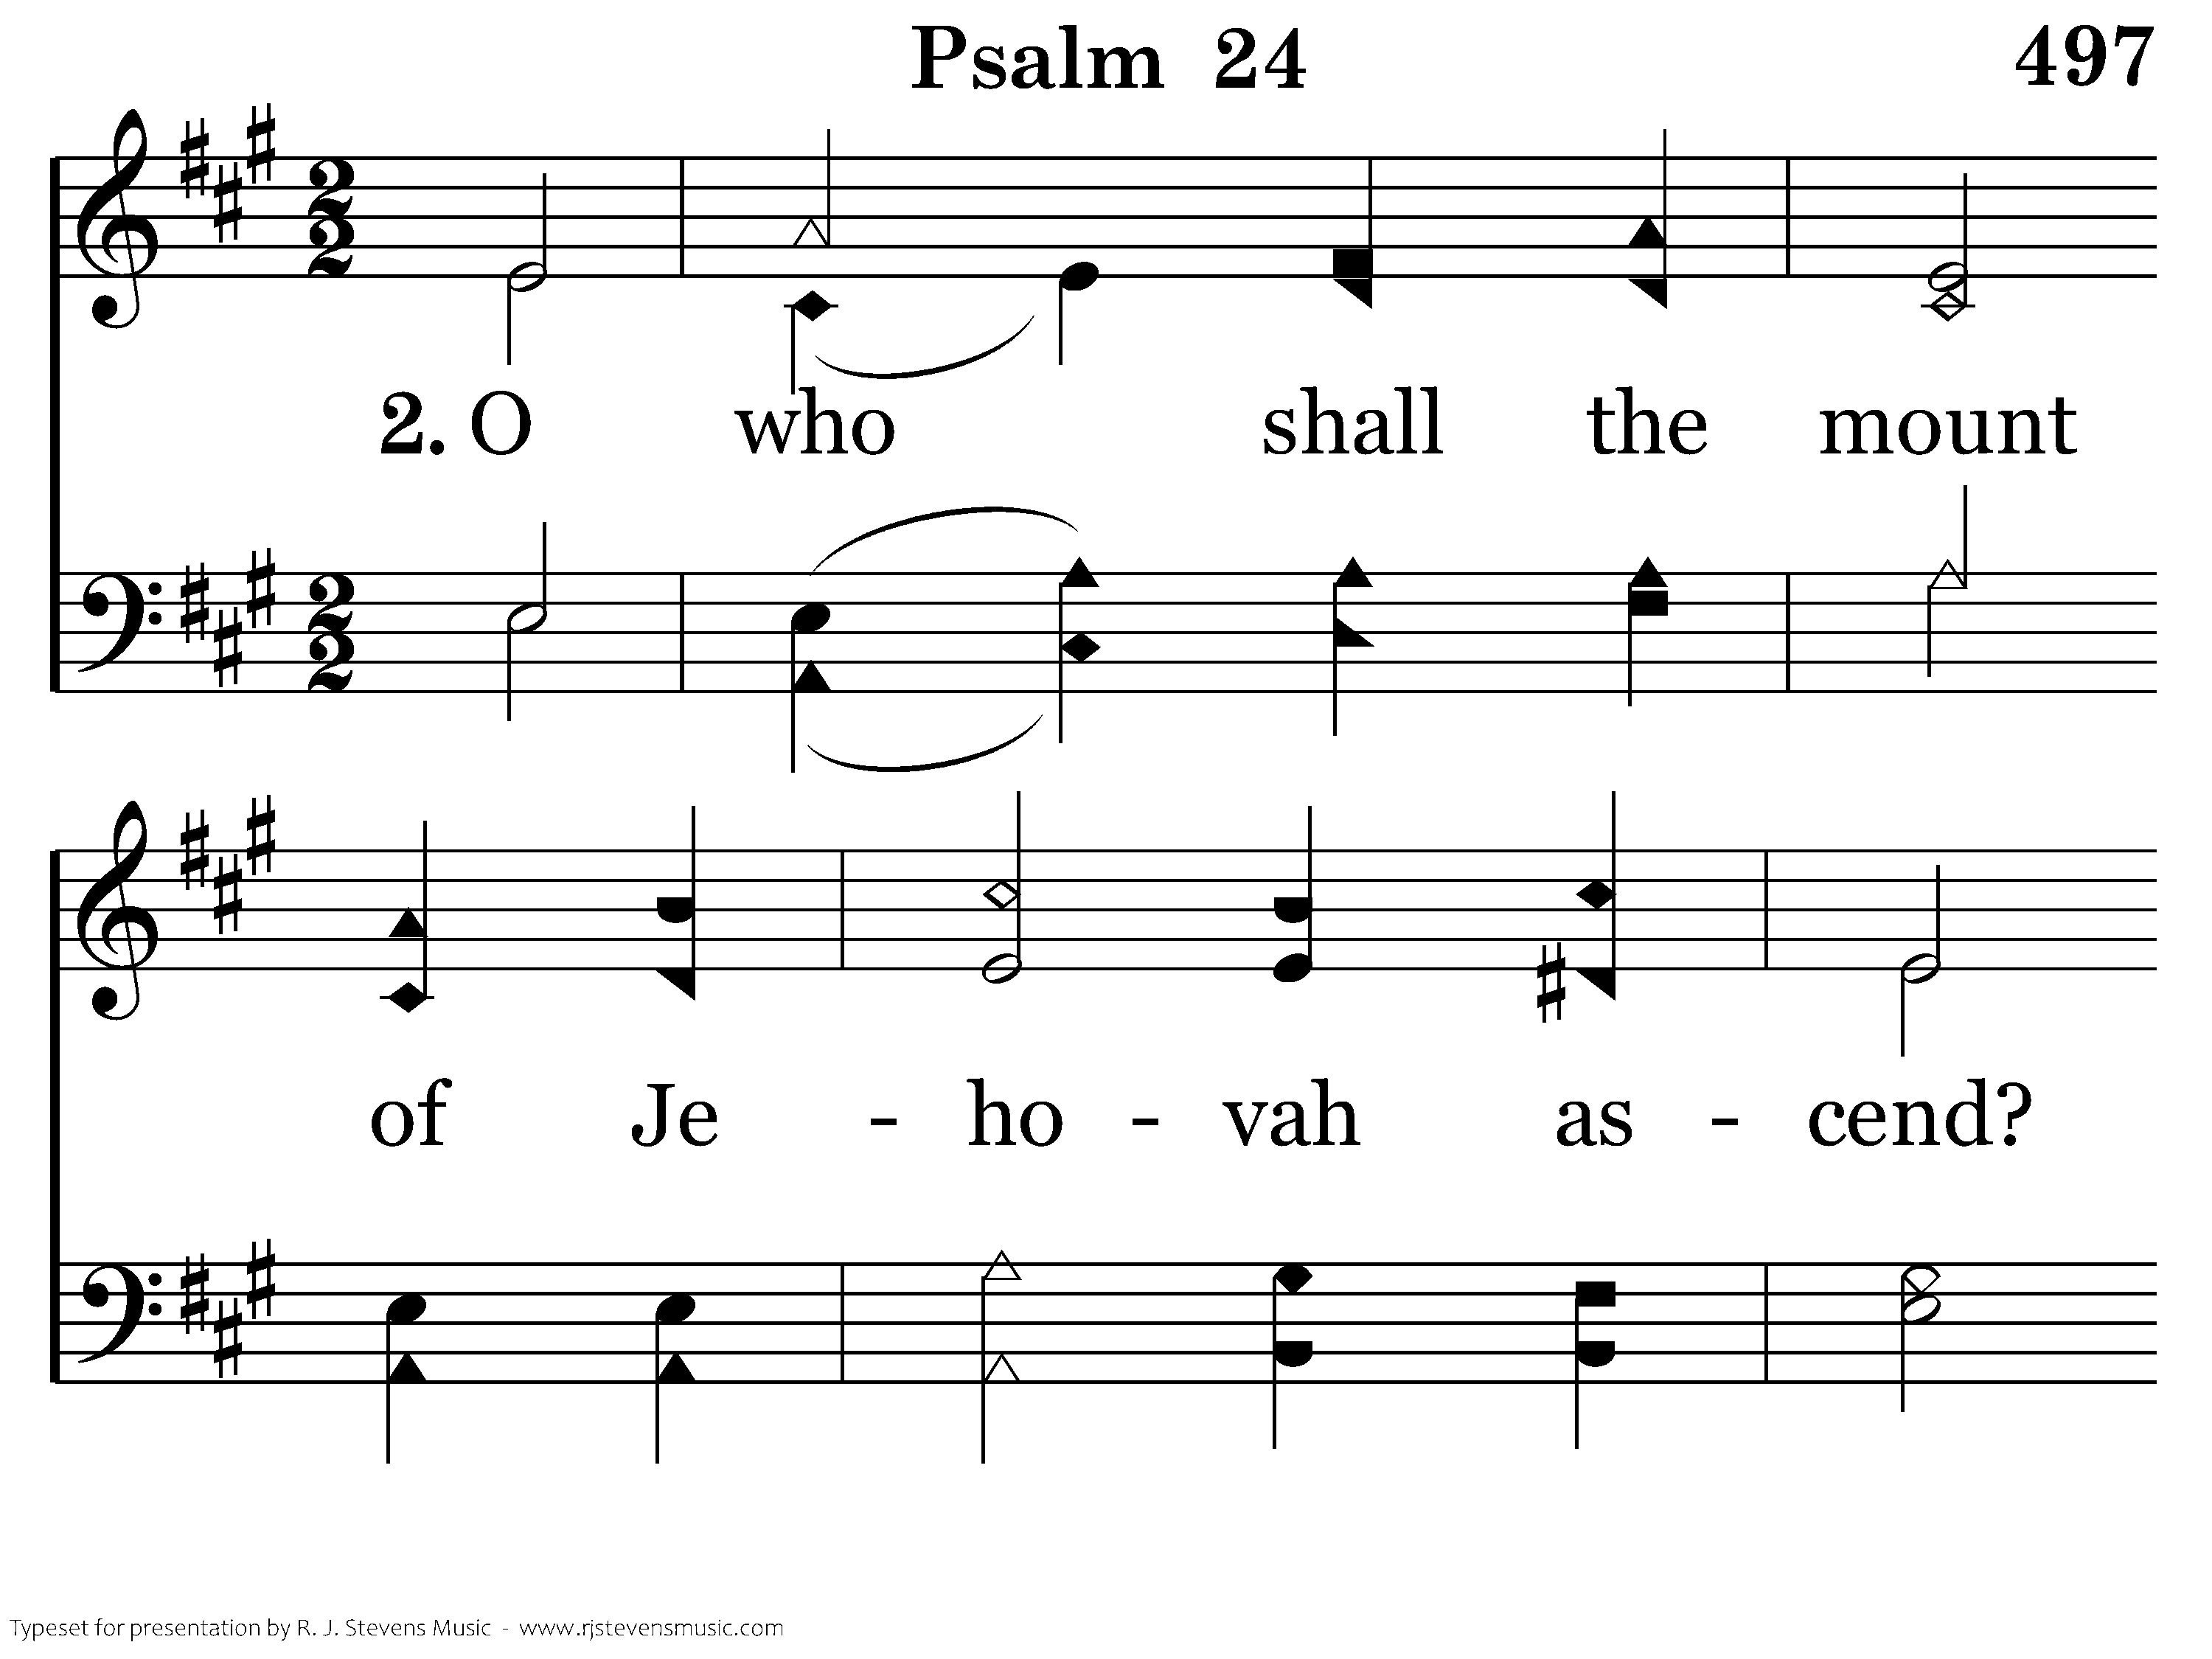 Psalm 24 497
2. O who shall the mount
of Je - ho - vah as - cend?
Typeset for presentation by R. J. Stevens Music - www.rjstevensmusic.com